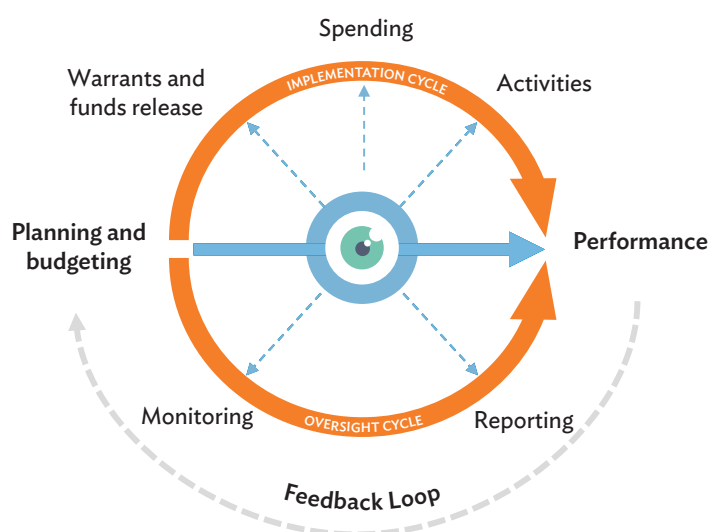 Spending
Warrants and
funds release
IMPLEMENTATION CYCLE
Activities
Planning and
budgeting
Performance
Monitoring
OVERSIGHT CYCLE
Reporting
Feedback Loop